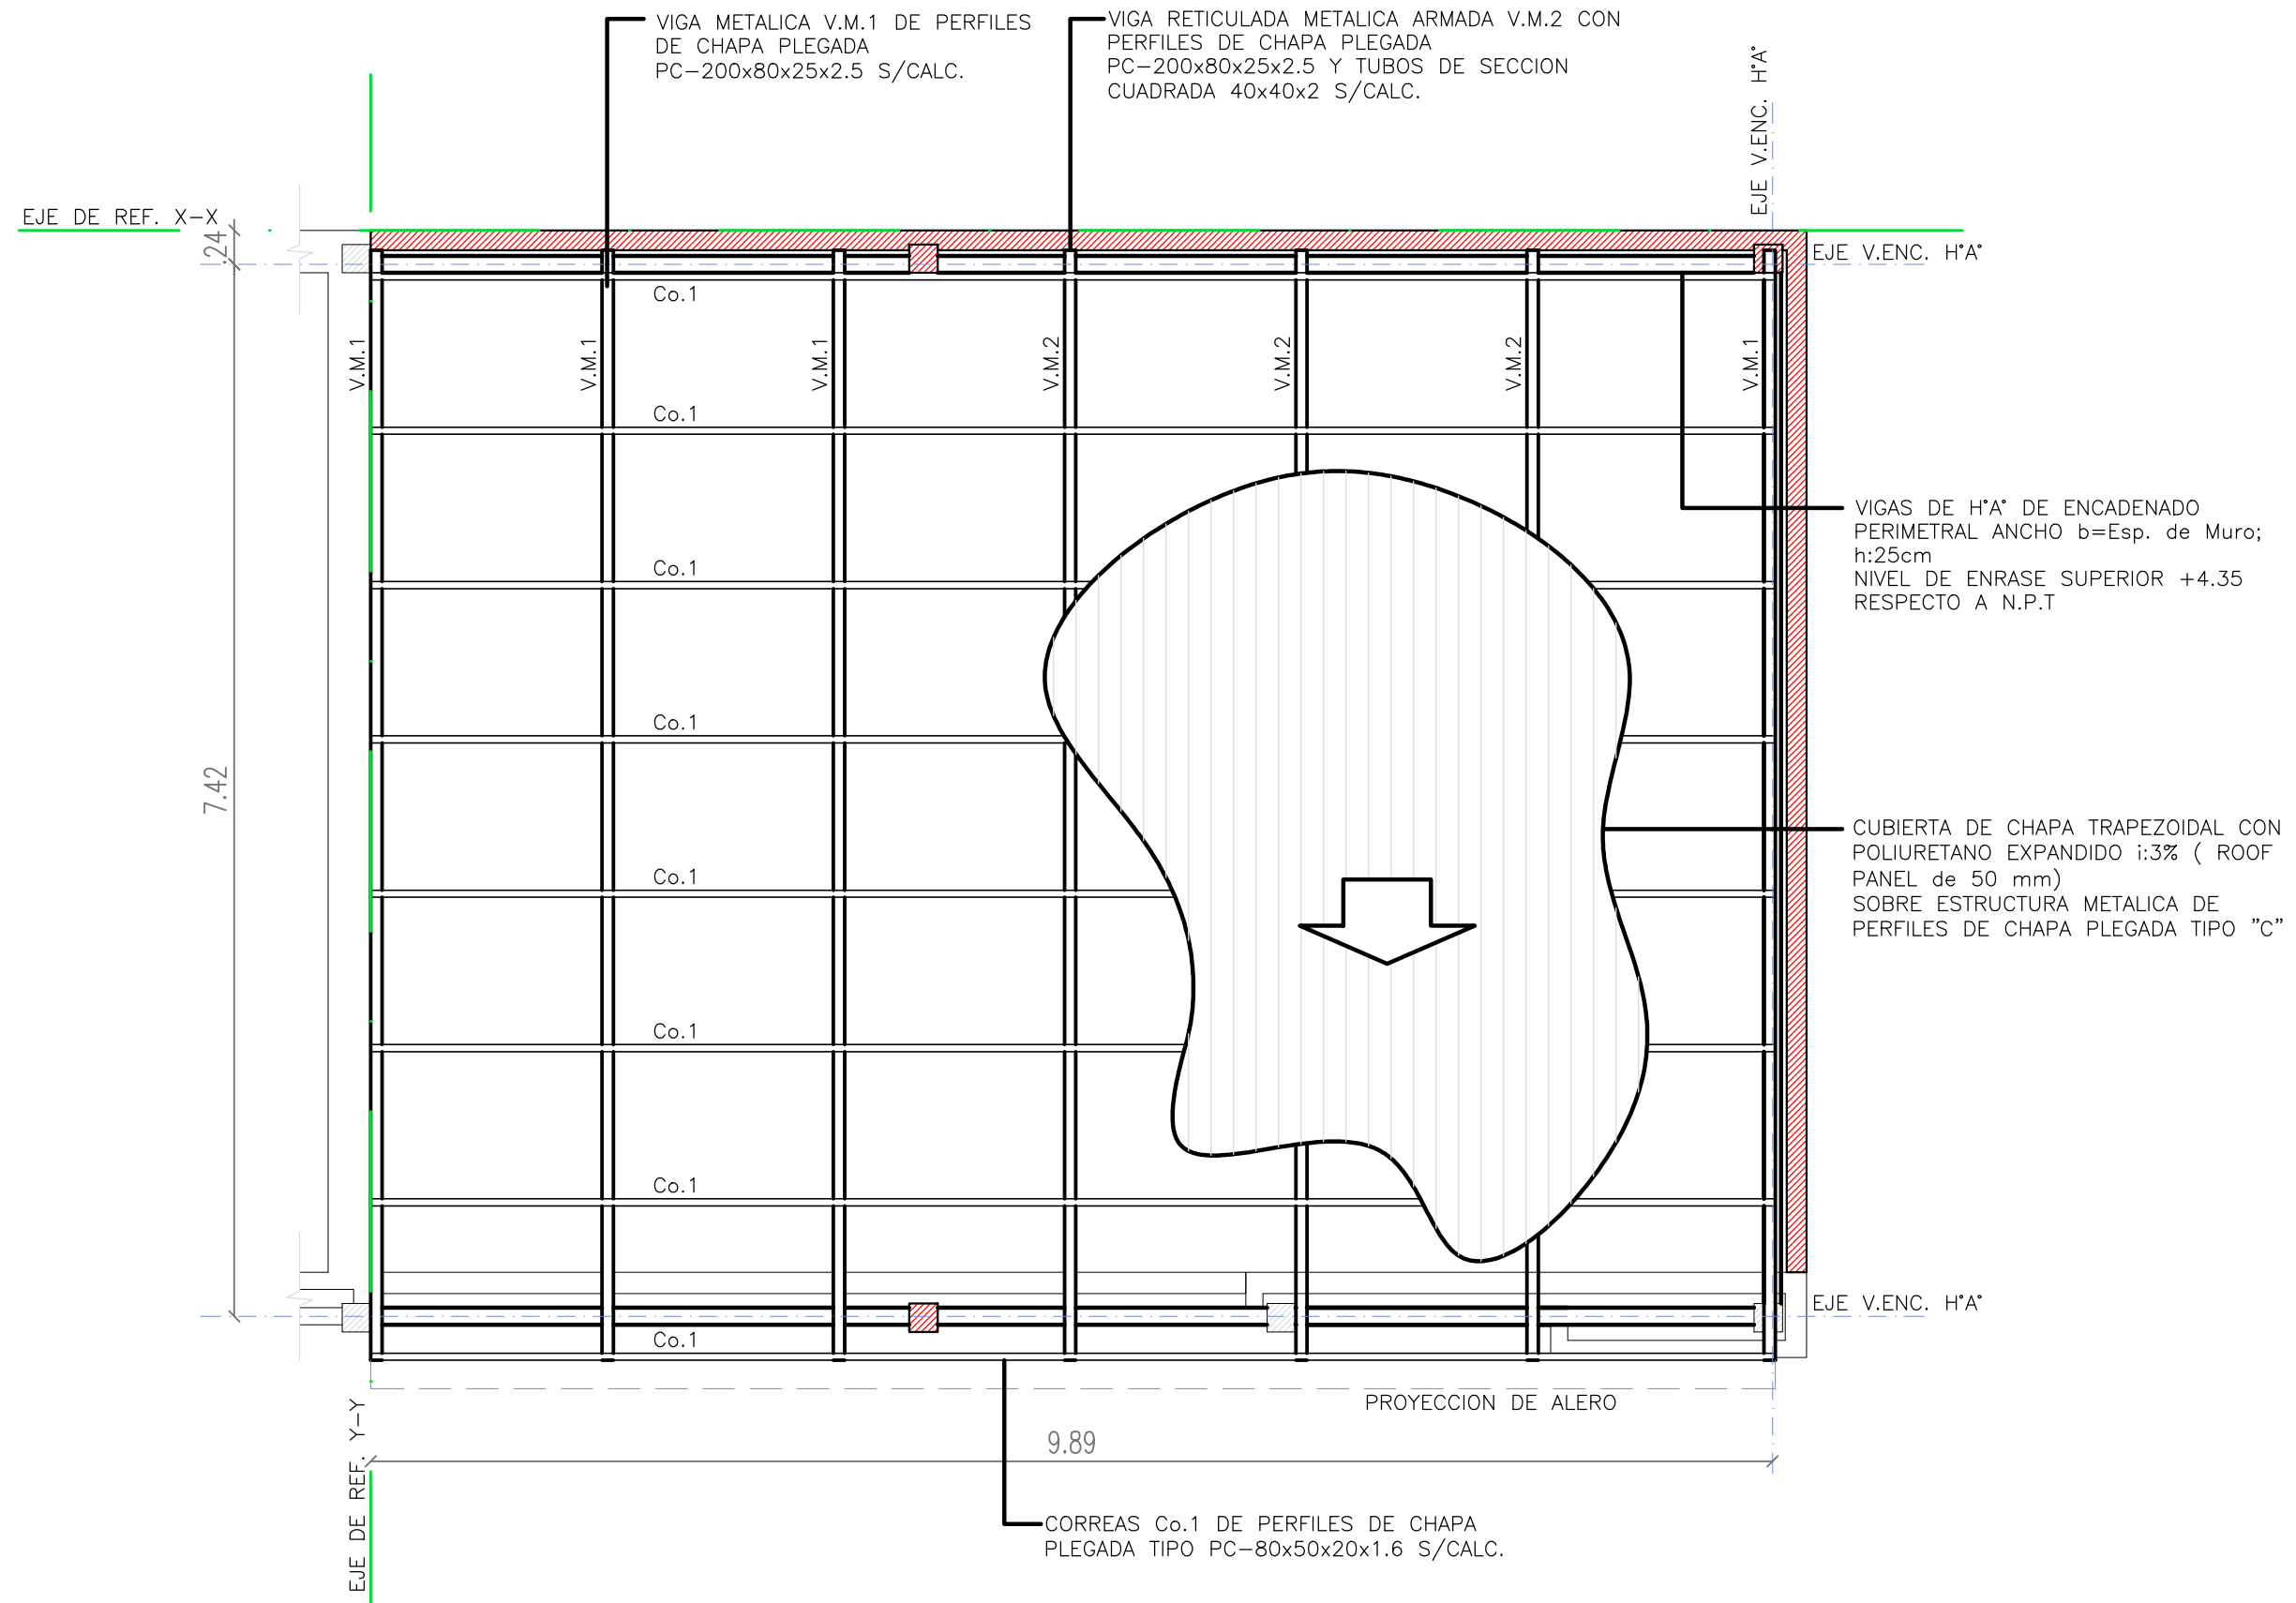 VIGA METALICA V.M.1 DE PERFILES
DE CHAPA PLEGADA
PC-200x80x25x2.5 S/CALC.
VIGA RETICULADA METALICA ARMADA V.M.2 CON
PERFILES DE CHAPA PLEGADA
PC-200x80x25x2.5 Y TUBOS DE SECCION
CUADRADA 40x40x2 S/CALC.
EJE V.ENC. H°A°
EJE DE REF. X-X
.24
EJE V.ENC. H°A°
Co.1
V.M.1
V.M.1
V.M.1
V.M.2
V.M.2
V.M.2
V.M.1
Co.1
VIGAS DE H°A° DE ENCADENADO
PERIMETRAL ANCHO b=Esp. de Muro;
h:25cm
NIVEL DE ENRASE SUPERIOR +4.35
RESPECTO A N.P.T
Co.1
Co.1
7.42
CUBIERTA DE CHAPA TRAPEZOIDAL CON
POLIURETANO EXPANDIDO i:3% ( ROOF
PANEL de 50 mm)
SOBRE ESTRUCTURA METALICA DE
PERFILES DE CHAPA PLEGADA TIPO "C"
Co.1
Co.1
Co.1
EJE V.ENC. H°A°
Co.1
PROYECCION DE ALERO
EJE DE REF. Y-Y
9.89
CORREAS Co.1 DE PERFILES DE CHAPA
PLEGADA TIPO PC-80x50x20x1.6 S/CALC.